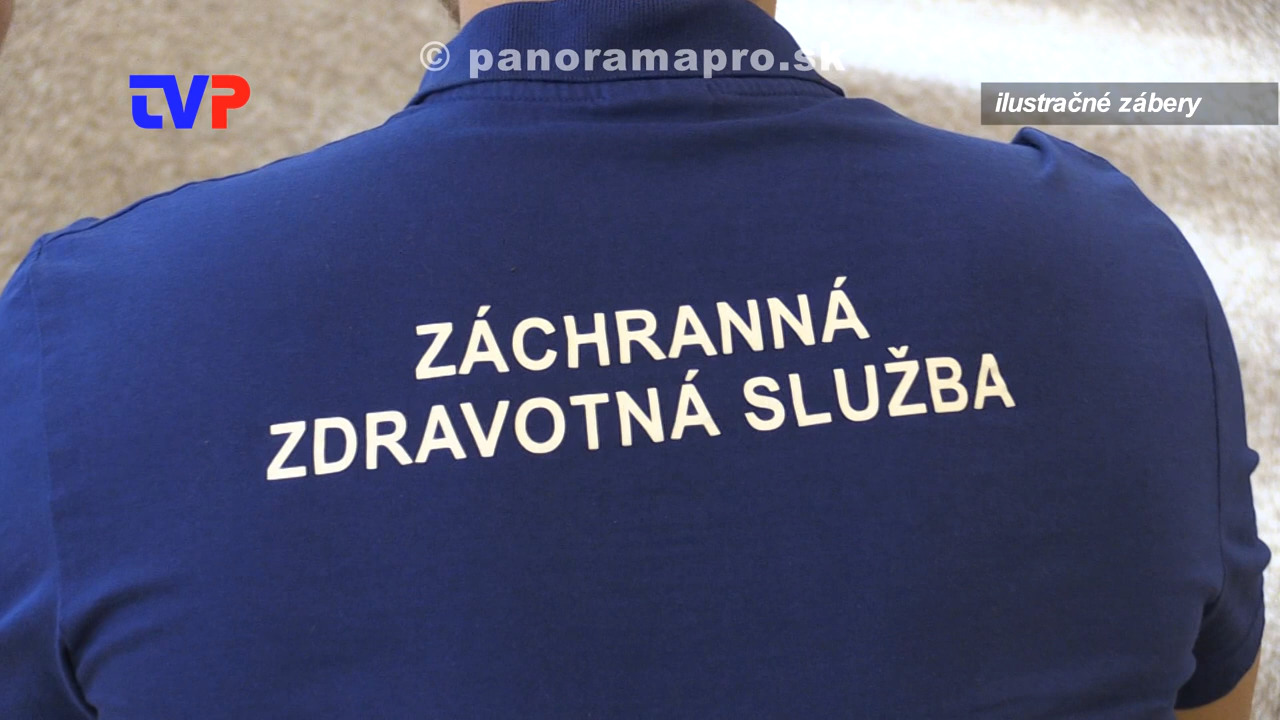 © panoramapro.sk
TVP
ilustračné zábery
ZÁCHRANNÁ
ZDRAVOTNÁ SLUŽBA